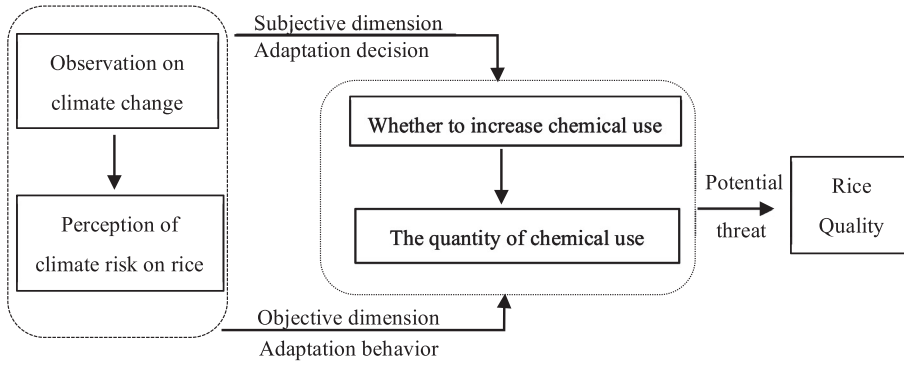 Observation on
climate change
Perception of
climate risk on rice
Subjective dimension
Adaptation decision
Whether to increase chemical use
The quantity of chemical use
Objective dimension
Adaptation behavior
Potential
threat
Rice
Quality